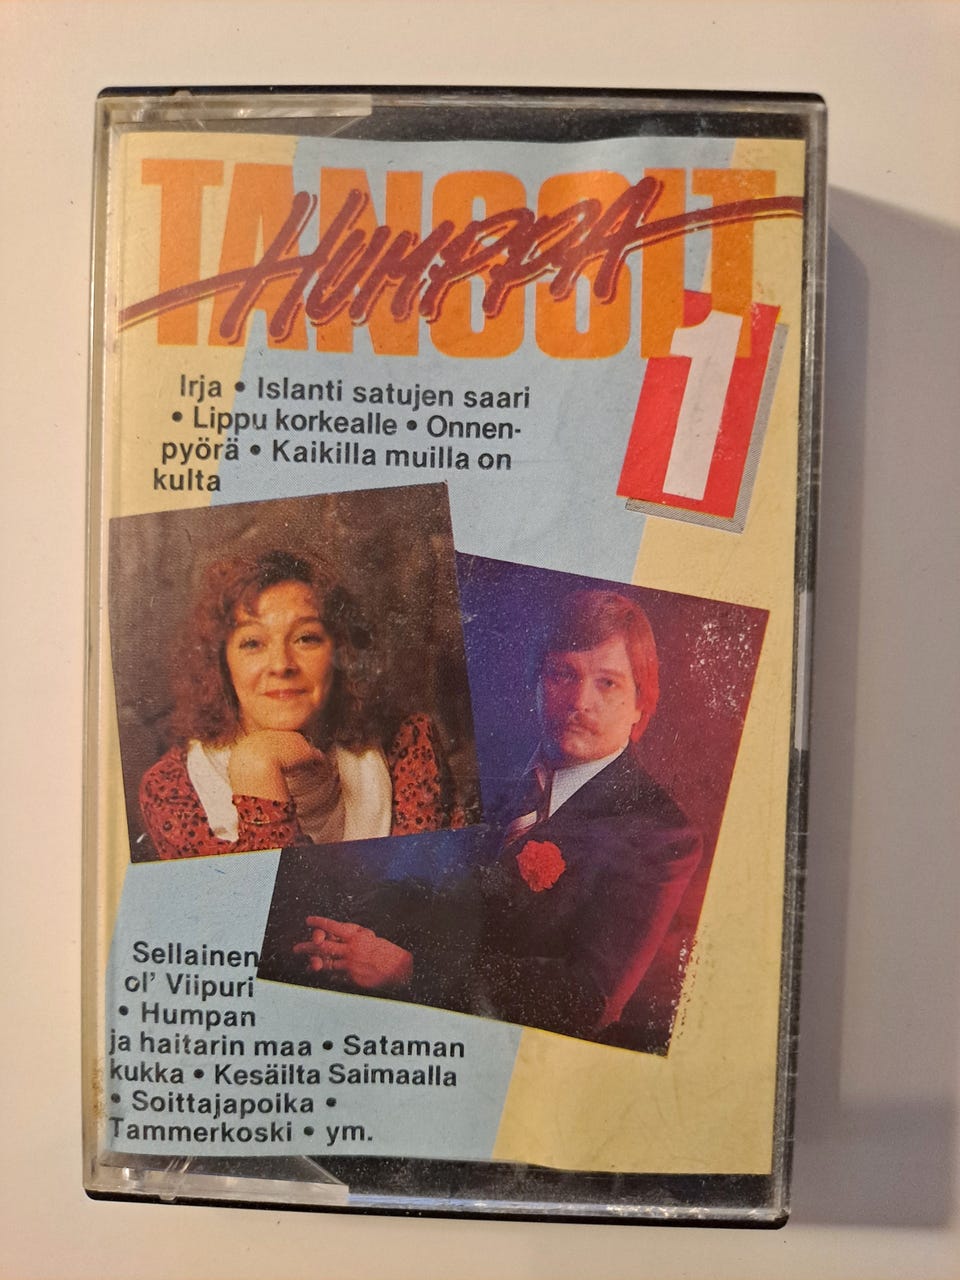 HUMPPA
TANSSIT
1
Irja • Islanti satujen saari
• Lippu korkealle • Onnen-
pyörä • Kaikilla muilla on
kulta
Sellainen
ol' Viipuri
• Humpan
ja haitarin maa • Sataman
kukka • Kesäilta Saimaalla
• Soittajapoika •
Tammerkoski • ym.